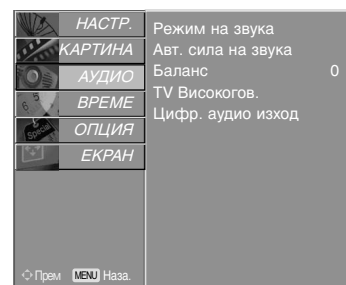 НАСТР.
КАРТИНА
АУДИО
ВРЕМЕ
ОПЦИЯ
ЕКРАН
Режим на звука
Авт. сила на звука
Баланс 0
TV Високогов.
Цифр. аудио изход
Прем MENU Наза.